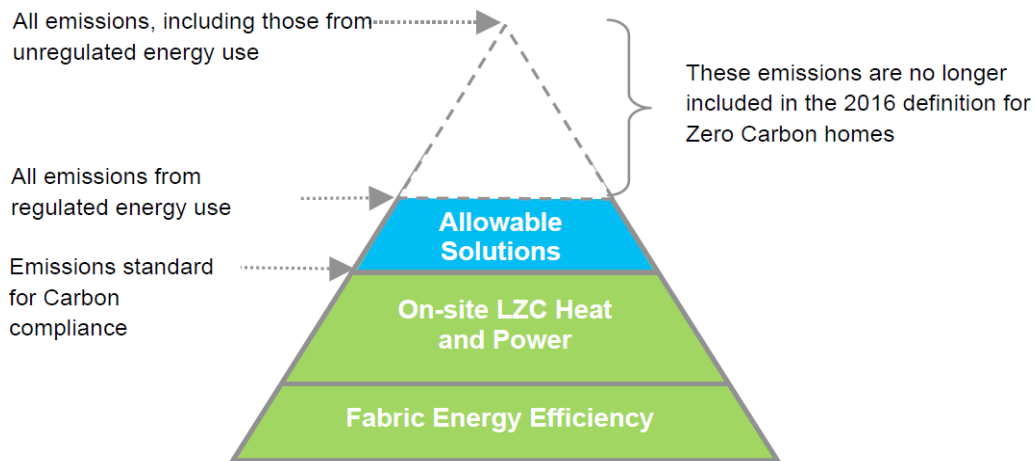 All emissions, including those from
unregulated energy use
These emissions are no longer
included in the 2016 definition for
Zero Carbon homes
All emissions from
regulated energy use
Allowable
Solutions
Emissions standard
for Carbon
compliance
On-site LZC Heat
and Power
Fabric Energy Efficiency